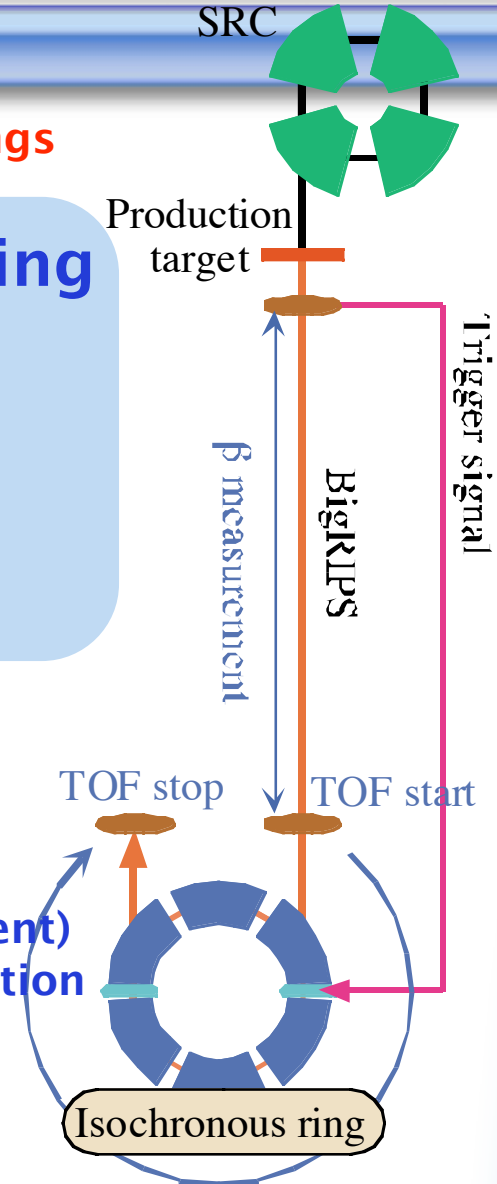 SRC
ngs
Production
target
ing
Trigger signal
BigRIPS
β measurement
TOF stop
TOF start
ent)
tion
Isochronous ring